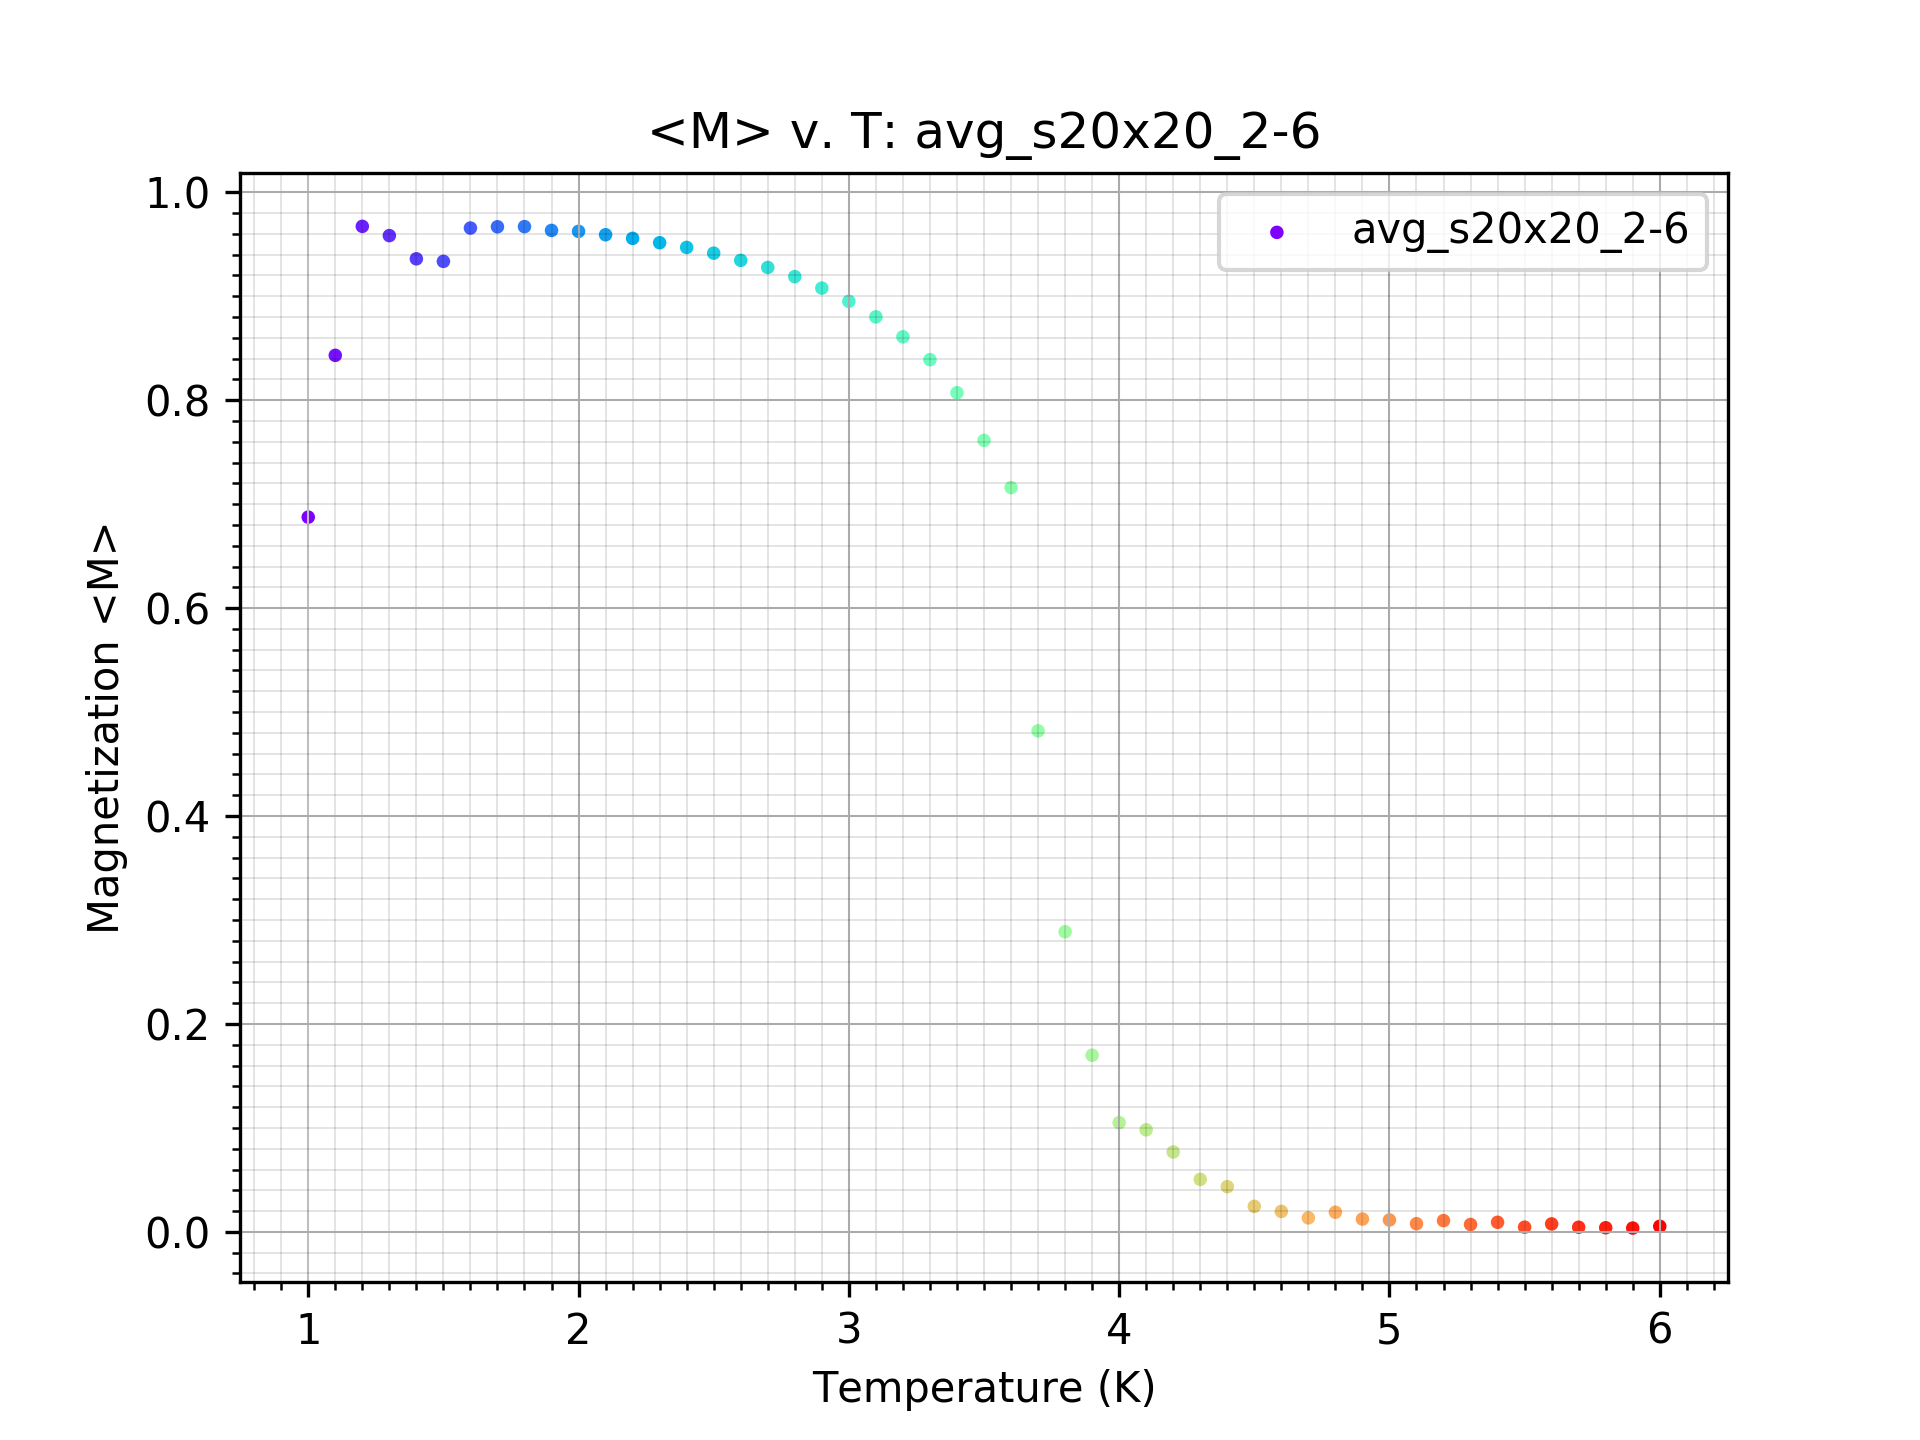 <M> v. T: avg_s20x20_2-6
avg_s20x20_2-6
1.0
0.8
0.6
0.4
0.2
0.0
Magnetization <M>
1 2 3 4 5 6
Temperature (K)